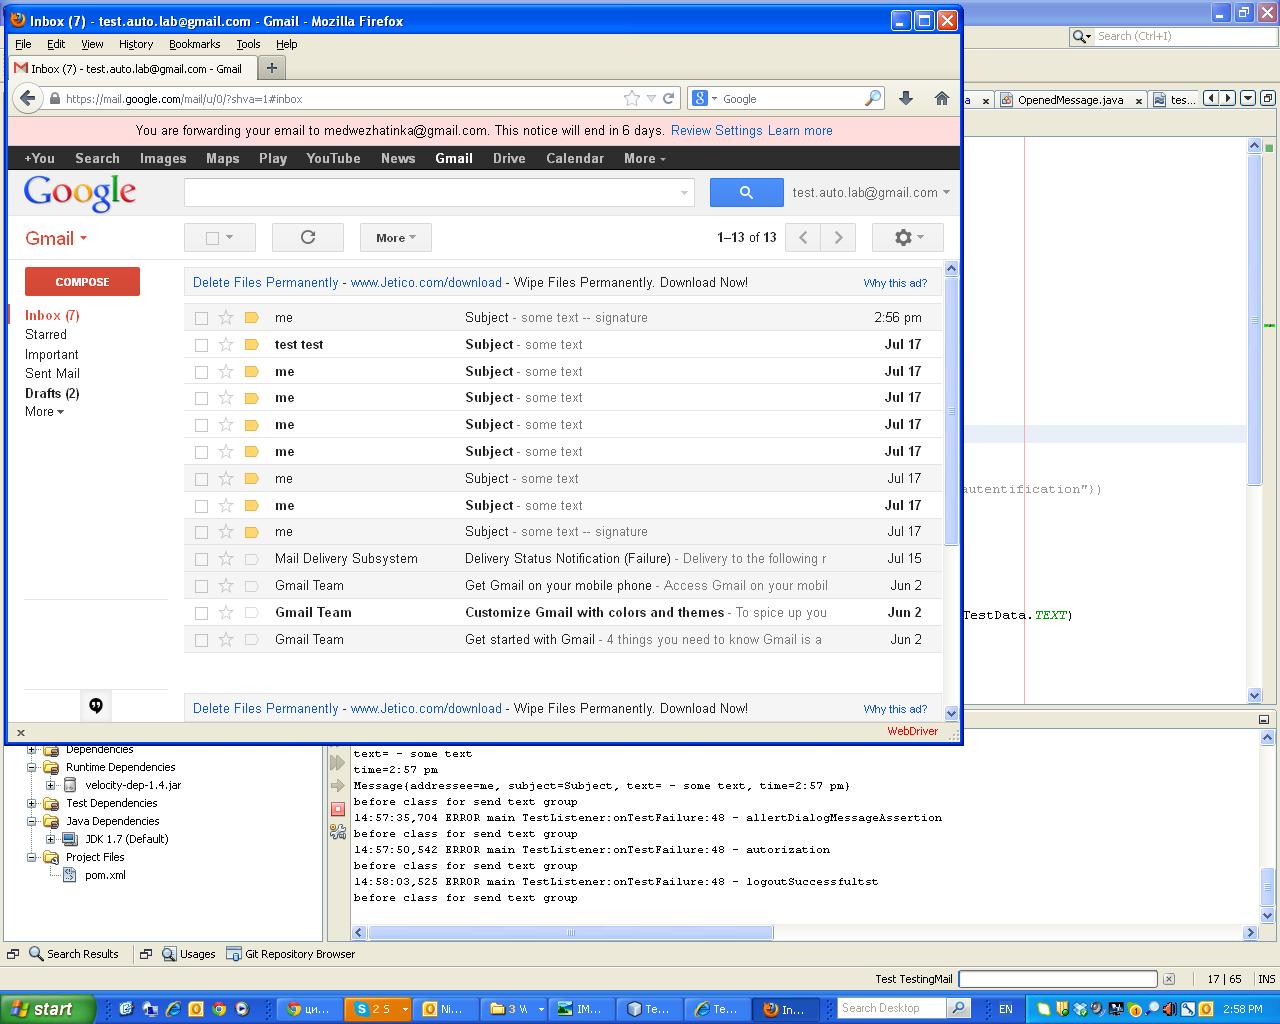 Inbox (7) - test.auto.lab@gmail.com - Gmail - Mozilla Firefox
File Edit View History Bookmarks Tools Help
Search (Ctrl+I)
Inbox (7) - test.auto.lab@gmail.com - Gmail
a OpenedMessage.java tes...
https://mail.google.com/mail/u/0/?shva=1#inbox
8 Google
You are forwarding your email to medwezhatinka@gmail.com. This notice will end in 6 days. Review Settings Learn more
+You Search Images Maps Play YouTube News Gmail Drive Calendar More
Google
test.auto.lab@gmail.com
Gmail
More
1–13 of 13
COMPOSE
Delete Files Permanently - www.Jetico.com/download - Wipe Files Permanently. Download Now! Why this ad?
Inbox (7)
Starred
Important
Sent Mail
Drafts (2)
More
me Subject - some text -- signature 2:56 pm
test test Subject - some text Jul 17
me Subject - some text Jul 17
me Subject - some text Jul 17
me Subject - some text Jul 17
me Subject - some text Jul 17
me Subject - some text Jul 17
me Subject - some text Jul 17
me Subject - some text -- signature Jul 17
Mail Delivery Subsystem Delivery Status Notification (Failure) - Delivery to the following r Jul 15
Gmail Team Get Gmail on your mobile phone - Access Gmail on your mobil Jun 2
Gmail Team Customize Gmail with colors and themes - To spice up you Jun 2
Gmail Team Get started with Gmail - 4 things you need to know Gmail is a Jun 2
autentification"})
TestData.TEXT)
Delete Files Permanently - www.Jetico.com/download - Wipe Files Permanently. Download Now! Why this ad?
WebDriver
Dependencies
Runtime Dependencies
velocity-dep-1.4.jar
Test Dependencies
Java Dependencies
JDK 1.7 (Default)
Project Files
pom.xml
text= - some text
time=2:57 pm
Message{addressee=me, subject=Subject, text= - some text, time=2:57 pm}
before class for send text group
14:57:35,704 ERROR main TestListener:onTestFailure:48 - allertDialogMessageAssertion
before class for send text group
14:57:50,542 ERROR main TestListener:onTestFailure:48 - autorization
before class for send text group
14:58:03,525 ERROR main TestListener:onTestFailure:48 - logoutSuccessfultst
before class for send text group
Search Results Usages Git Repository Browser
Test TestingMail 17 | 65 INS
start ци... 2 5 Ni... 3 W IM... Te... Te... In... Search Desktop EN 2:58 PM